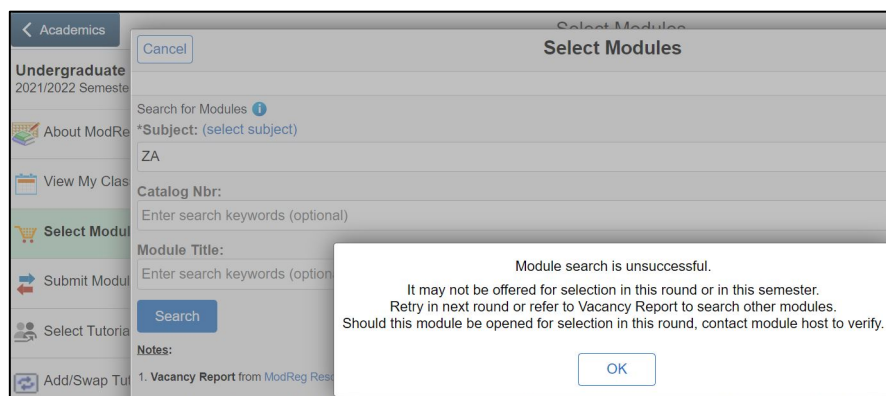 Academics
Select Modules
Cancel
Select Modules
Undergraduate
2021/2022 Semeste
Search for Modules
*Subject: (select subject)
About ModRe
ZA
View My Clas
Catalog Nbr:
Enter search keywords (optional)
Select Modul
Module Title:
Enter search keywords (option
Submit Modul
Search
Select Tutoria
Notes:
Add/Swap Tut
1. Vacancy Report from ModReg Reso
Module search is unsuccessful.
It may not be offered for selection in this round or in this semester.
Retry in next round or refer to Vacancy Report to search other modules.
Should this module be opened for selection in this round, contact module host to verify.
OK